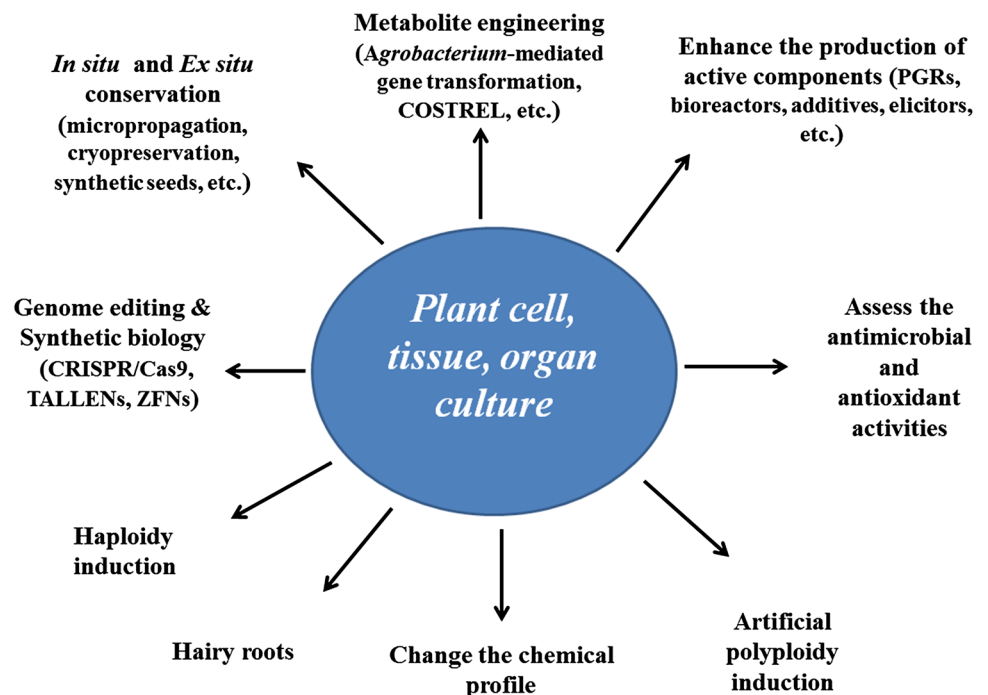 In situ and Ex situ
conservation
(micropropagation,
cryopreservation,
synthetic seeds, etc.)
Metabolite engineering
(Agrobacterium-mediated
gene transformation,
COSTREL, etc.)
Enhance the production of
active components (PGRs,
bioreactors, additives, elicitors,
etc.)
Genome editing &
Synthetic biology
(CRISPR/Cas9,
TALLENs, ZFNs)
Plant cell,
tissue, organ
culture
Assess the
antimicrobial
and
antioxidant
activities
Haploidy
induction
Hairy roots
Change the chemical
profile
Artificial
polyploidy
induction